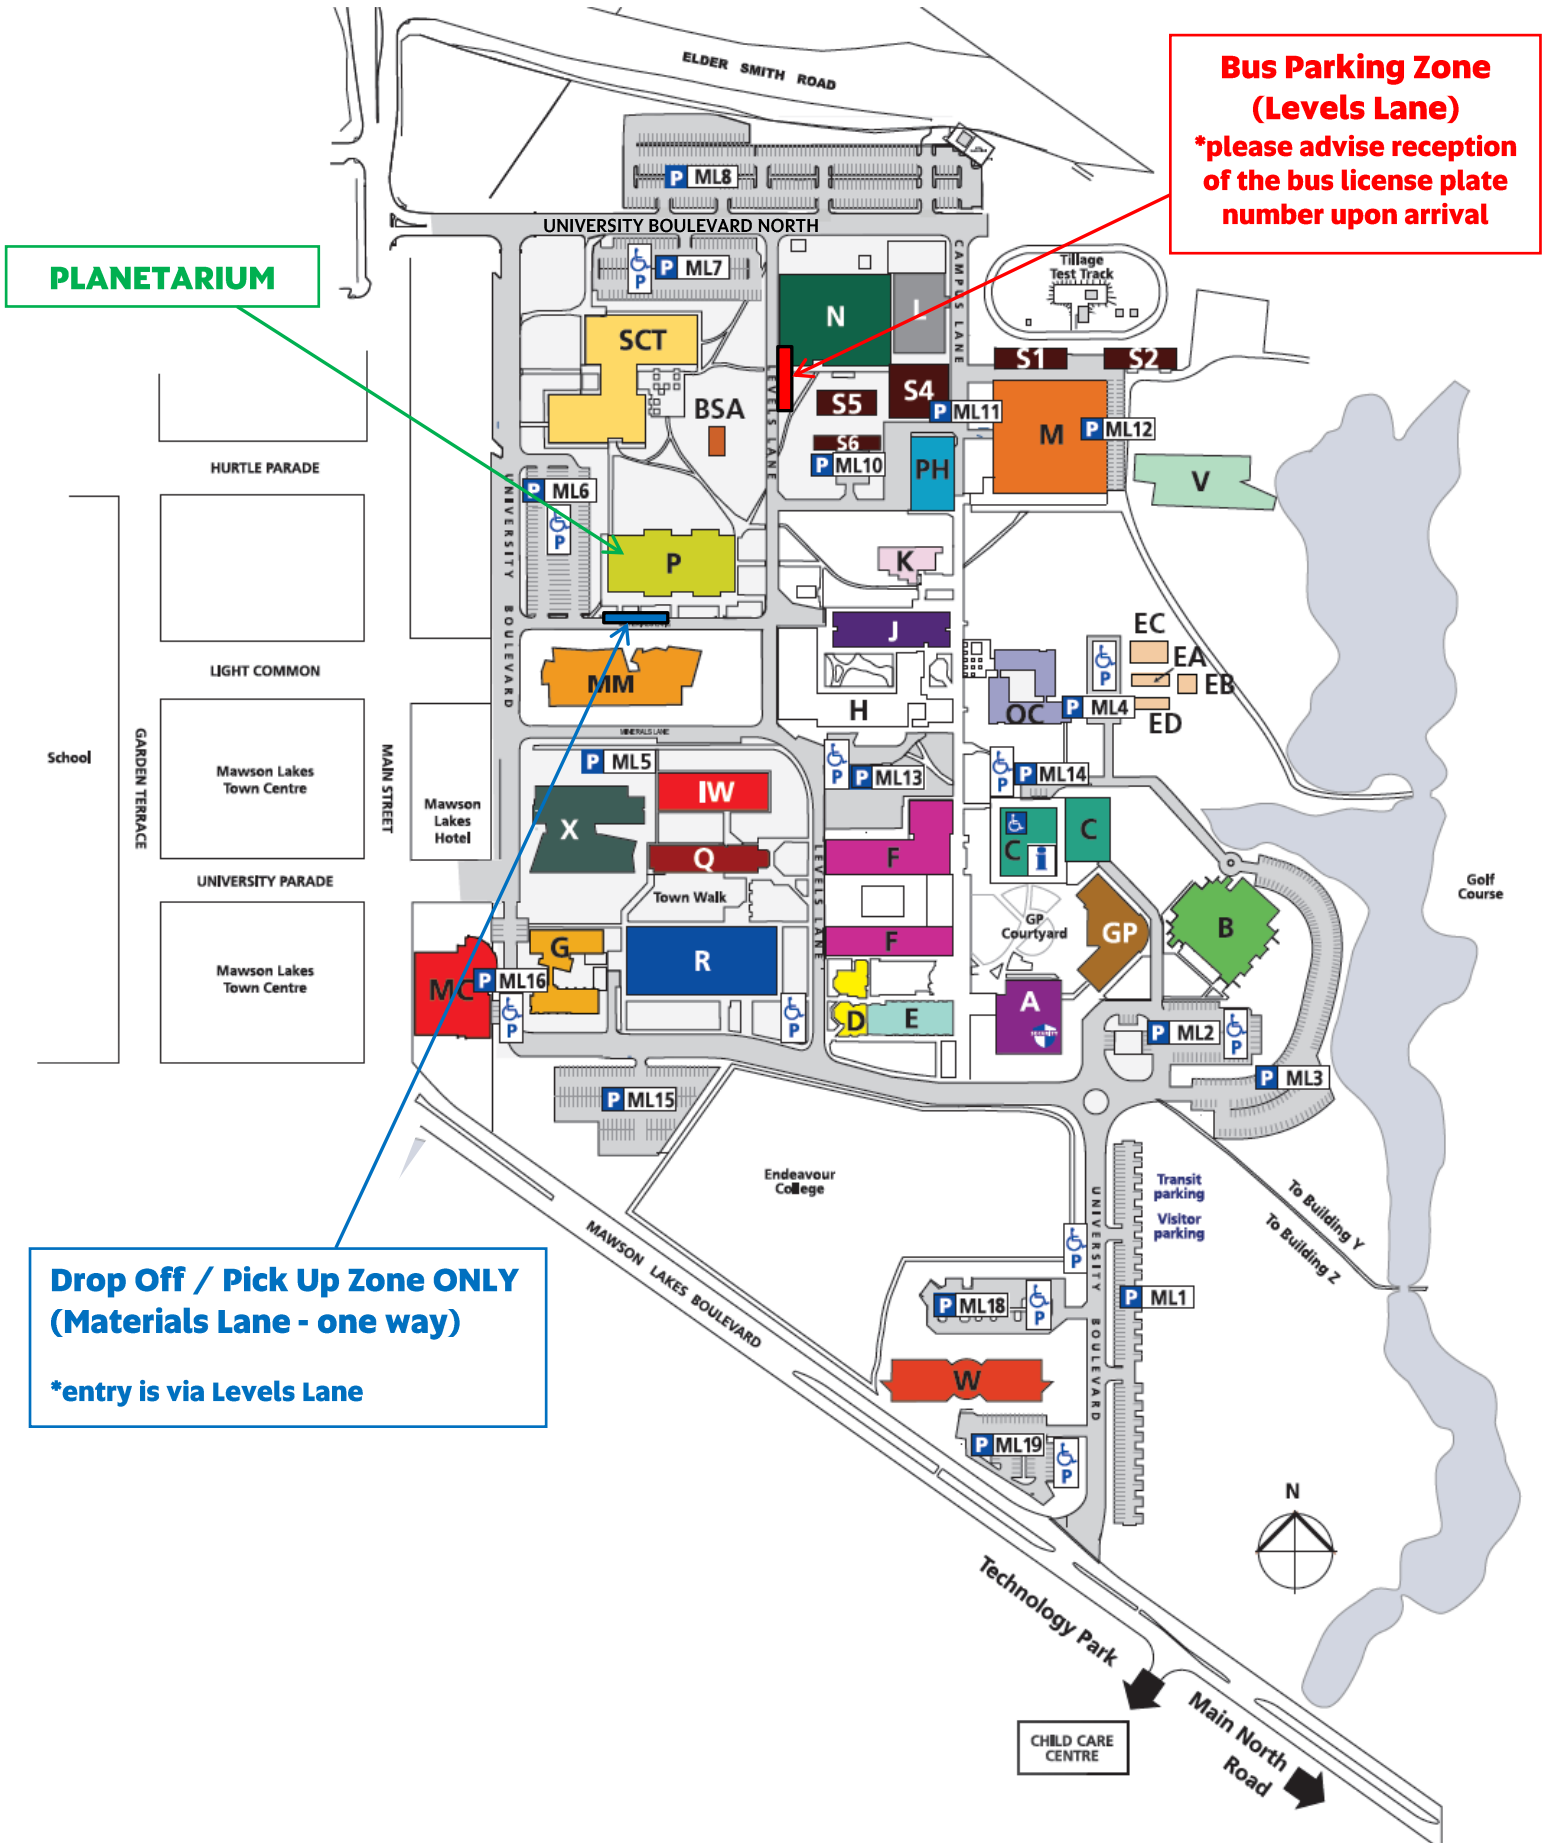 ELDER SMITH ROAD
Bus Parking Zone
(Levels Lane)
*please advise reception
of the bus license plate
number upon arrival
P ML8
UNIVERSITY BOULEVARD NORTH
PLANETARIUM
P
P ML7
CAMPUS LANE
Tillage
Test Track
N
L
SCT
S1
S2
BSA
LEVELS LANE
S5
S4
P ML11
M
P ML12
S6
P ML10
PH
V
HURTLE PARADE
UNIVERSITY BOULEVARD
P ML6
P
P
K
J
EC
EA
EB
ED
P
LIGHT COMMON
MM
H
OC
P ML4
MINERALS LANE
School
GARDEN TERRACE
Mawson Lakes
Town Centre
MAIN STREET
Mawson
Lakes
Hotel
P ML5
IW
X
Q
P
P ML13
P
P ML14
LEVELS LANE
F
C
C
i
UNIVERSITY PARADE
Town Walk
Golf
Course
GP
Courtyard
GP
B
Mawson Lakes
Town Centre
MC
P ML16
P
G
R
P
F
D
E
A
P ML2
P
P ML3
P ML15
Endeavour
College
Transit
parking
Visitor
parking
To Building Y
To Building Z
UNIVERSITY BOULEVARD
P
MAWSON LAKES BOULEVARD
Drop Off / Pick Up Zone ONLY
(Materials Lane - one way)
*entry is via Levels Lane
P ML18
P
P ML1
W
P ML19
P
N
Technology Park
Main North
Road
CHILD CARE
CENTRE